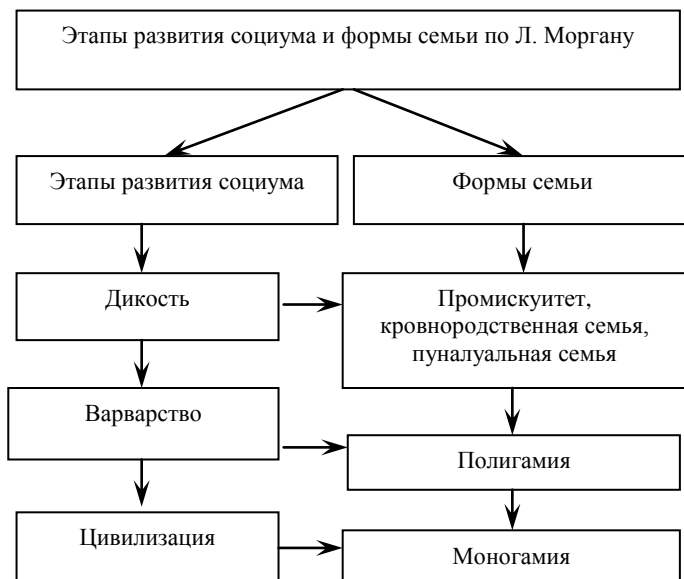 Этапы развития социума и формы семьи по Л. Моргану
Этапы развития социума
Формы семьи
Дикость
Промискуитет,
кровнородственная семья,
пуналуальная семья
Варварство
Полигамия
Цивилизация
Моногамия